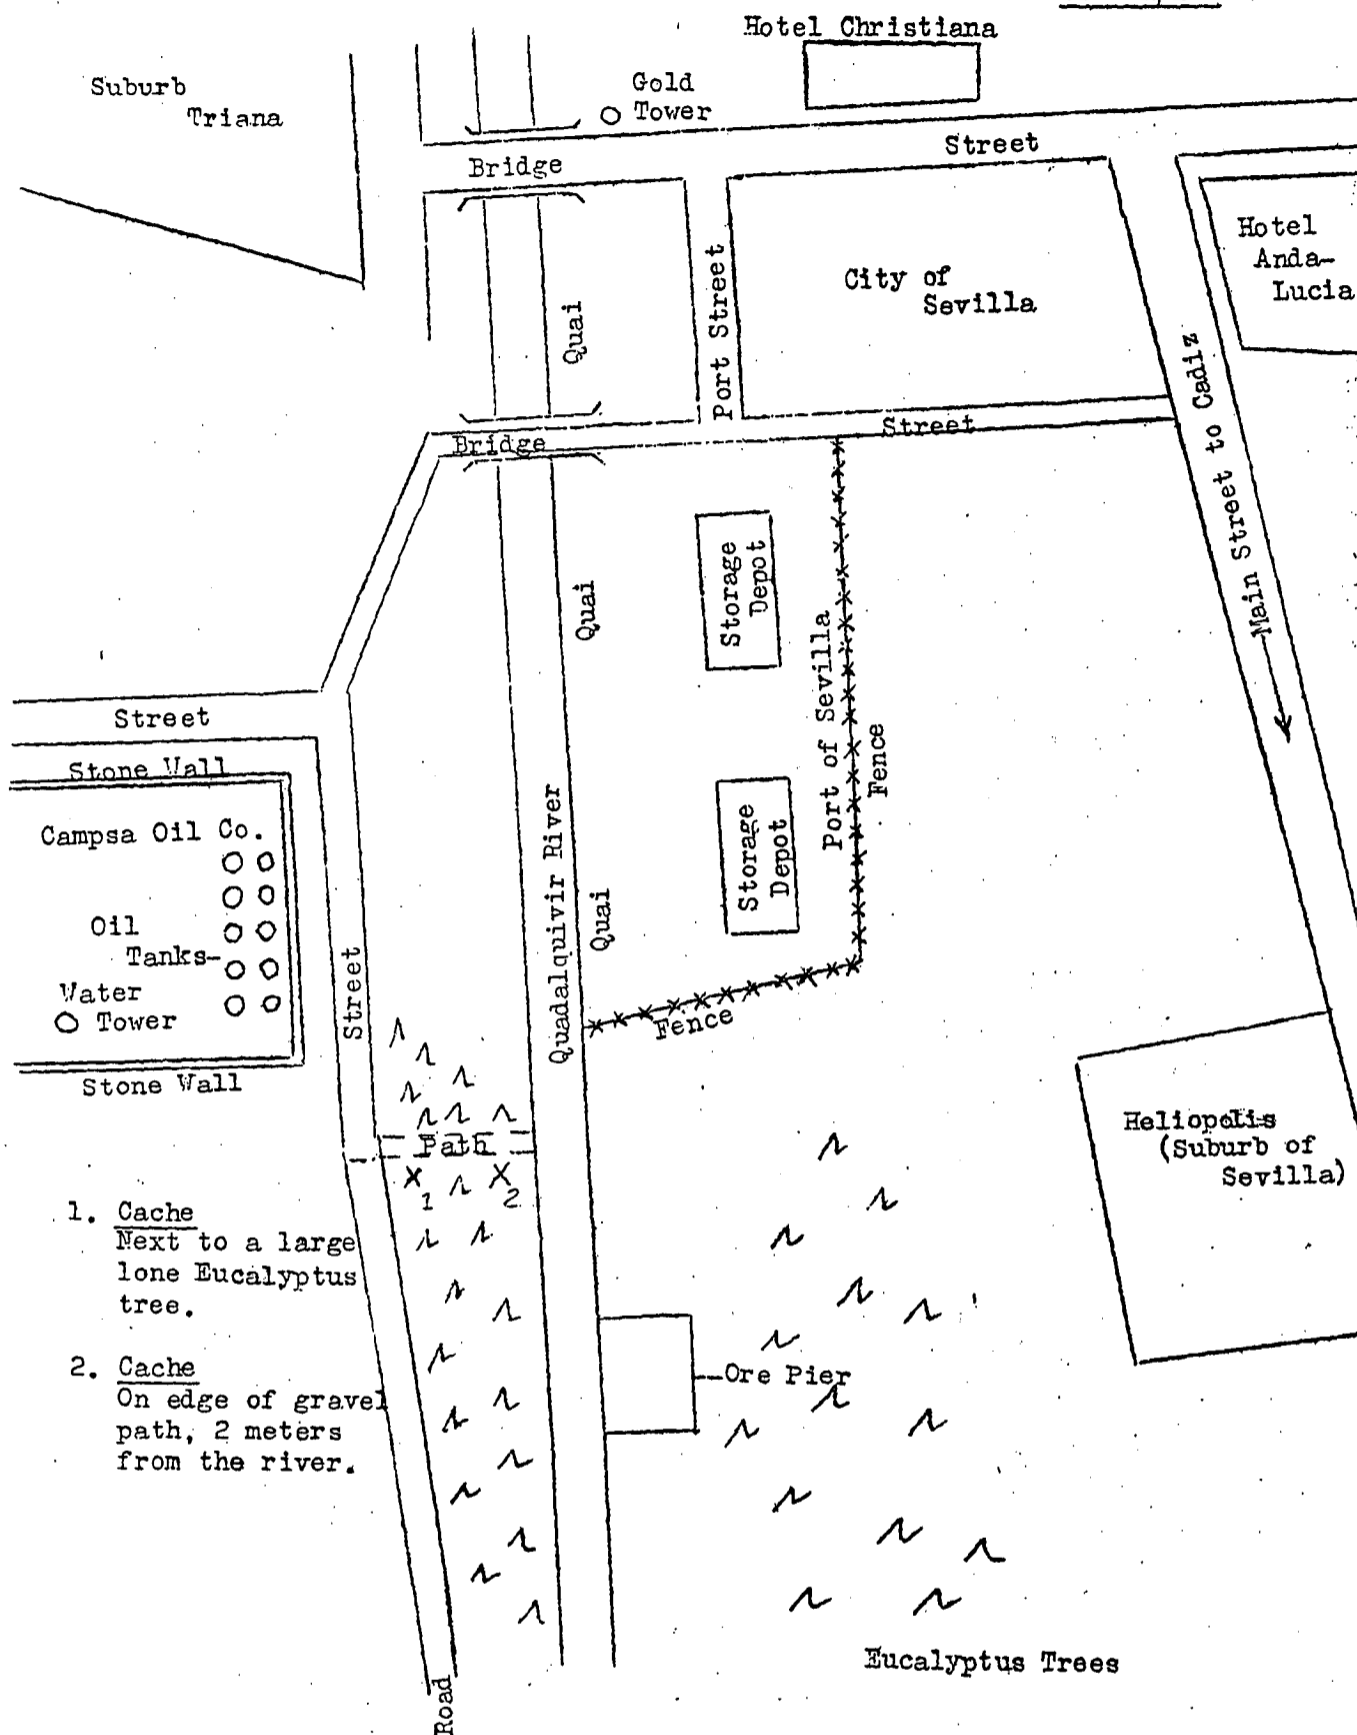 Hotel Christiana
Suburb
Triana
Gold
Tower
Street
Bridge
Hotel
Anda-
Lucia
City of
Sevilla
Port Street
Quai
Main Street to Cadiz
Street
Bridge
Storage
Depot
Quai
Port of Sevilla
Fence
Street
Stone Wall
Campsa Oil Co.
Oil
Tanks-
Water
Tower
Stone Wall
Street
Quadalquivir River
Quai
Storage
Depot
Fence
Path
X X
1 2
Heliopolis
(Suburb of
Sevilla)
1. Cache
Next to a large
lone Eucalyptus
tree.
2. Cache
On edge of gravel
path, 2 meters
from the river.
Ore Pier
Eucalyptus Trees
Road